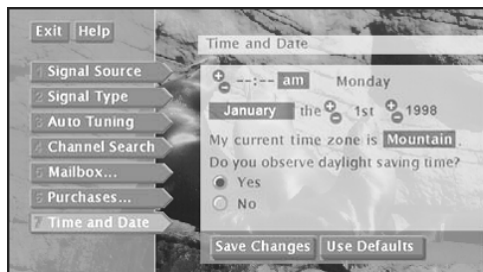 Exit Help
Time and Date
1 Signal Source
2 Signal Type
3 Auto Tuning
4 Channel Search
5 Mailbox...
6 Purchases...
7 Time and Date
--:-- am Monday
January the 1st 1998
My current time zone is Mountain.
Do you observe daylight saving time?
Yes
No
Save Changes Use Defaults